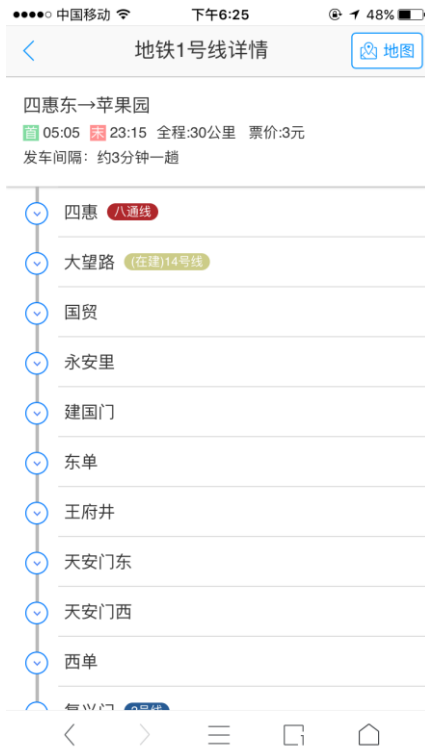 中国移动 下午6:25 48%
地铁1号线详情 地图
四惠东→苹果园
首 05:05 末 23:15 全程:30公里 票价:3元
发车间隔：约3分钟一趟
四惠 八通线
大望路 (在建)14号线
国贸
永安里
建国门
东单
王府井
天安门东
天安门西
西单
复兴门 2号线
1